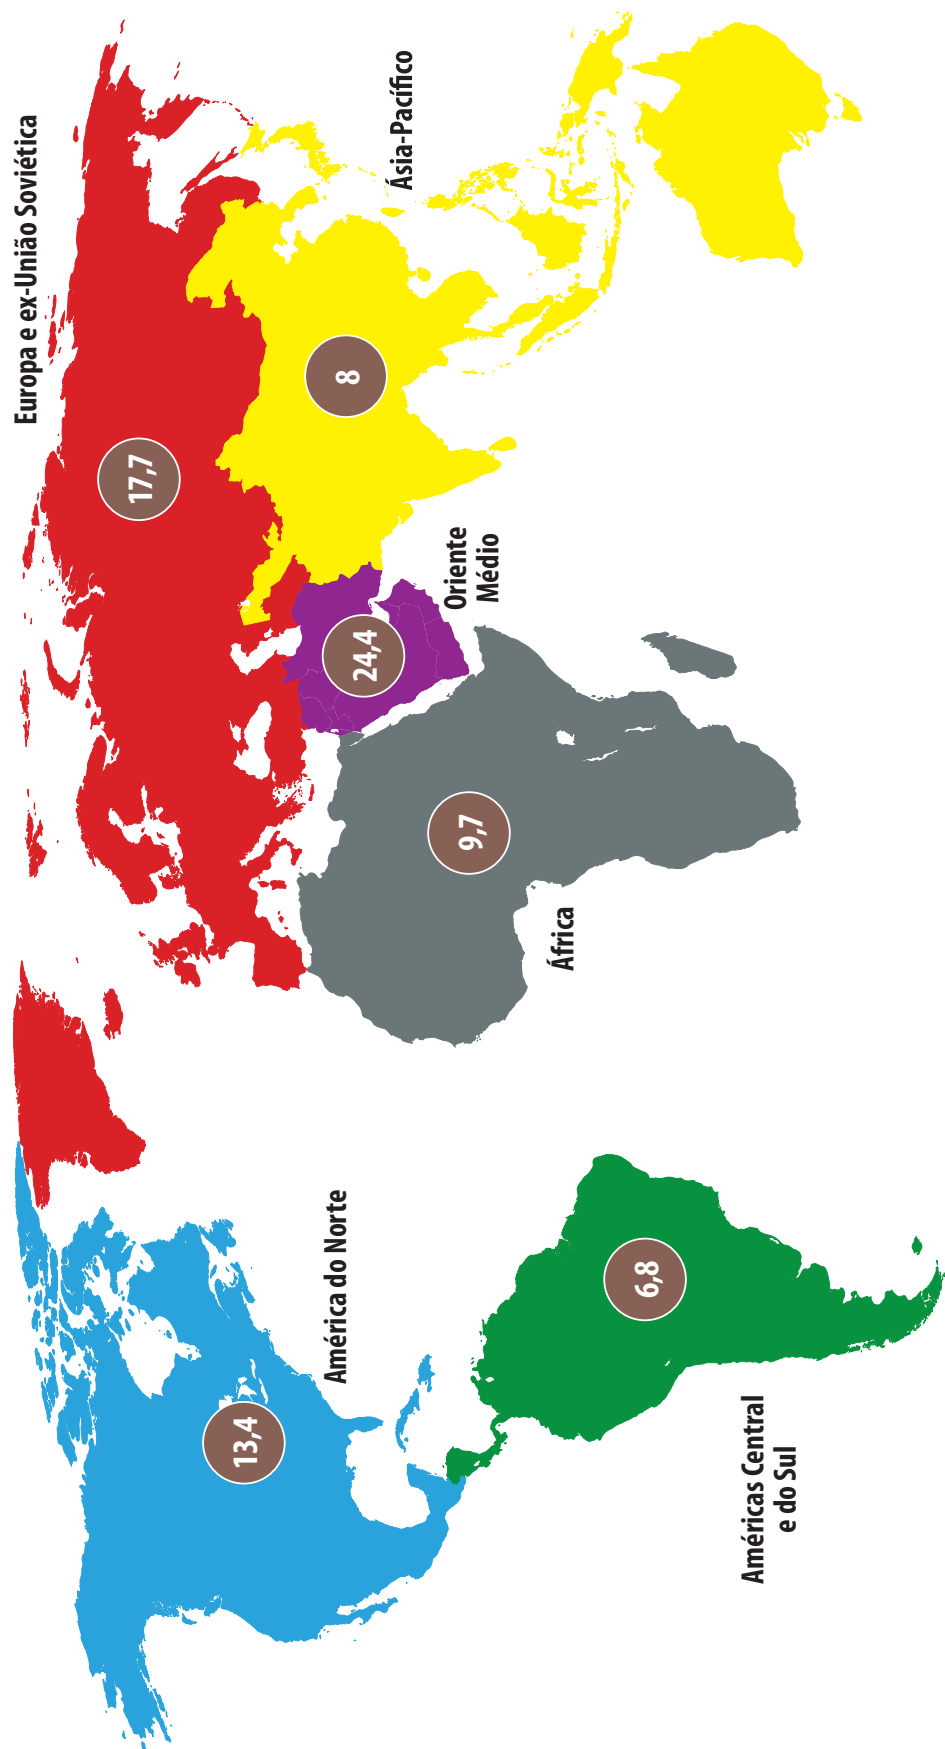 Europa e ex-União Soviética
17,7
América do Norte
13,4
Ásia-Pacífico
8
Oriente
Médio
24,4
África
9,7
Américas Central
e do Sul
6,8